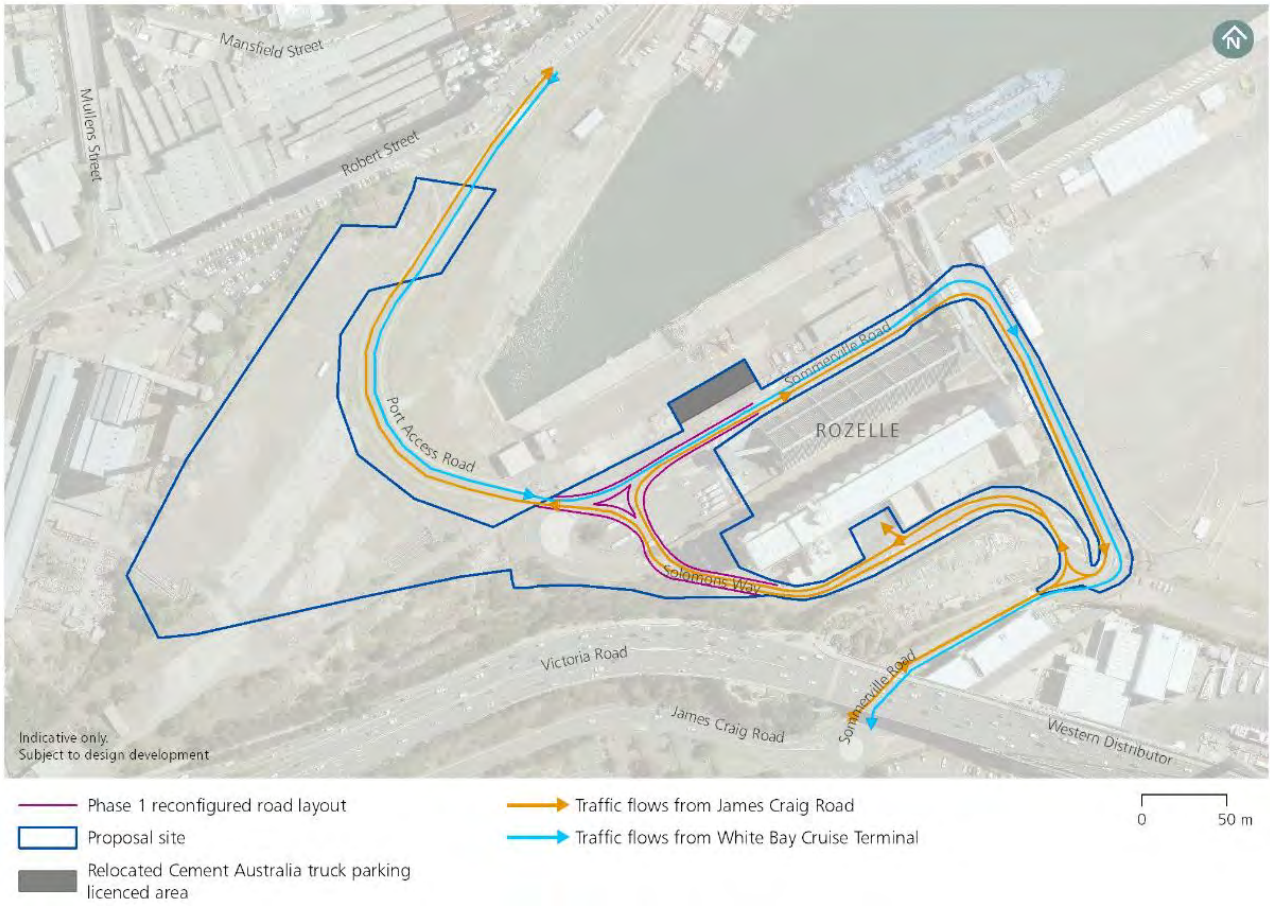 Mansfield Street
N
Mullens Street
Robert Street
Port Access Road
Sommerville Road
ROZELLE
Solomons Way
Victoria Road
Sommerville Road
James Craig Road
Western Distributor
Indicative only.
Subject to design development
Phase 1 reconfigured road layout
Proposal site
Relocated Cement Australia truck parking
licenced area
Traffic flows from James Craig Road
Traffic flows from White Bay Cruise Terminal
0 50 m